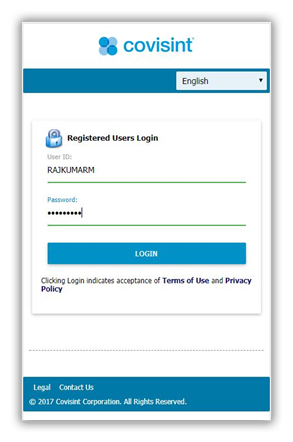 covisint
English
Registered Users Login
User ID:
RAJKUMARM
Password:
•••••••••
LOGIN
Clicking Login indicates acceptance of Terms of Use and Privacy
Policy
Legal Contact Us
© 2017 Covisint Corporation. All Rights Reserved.